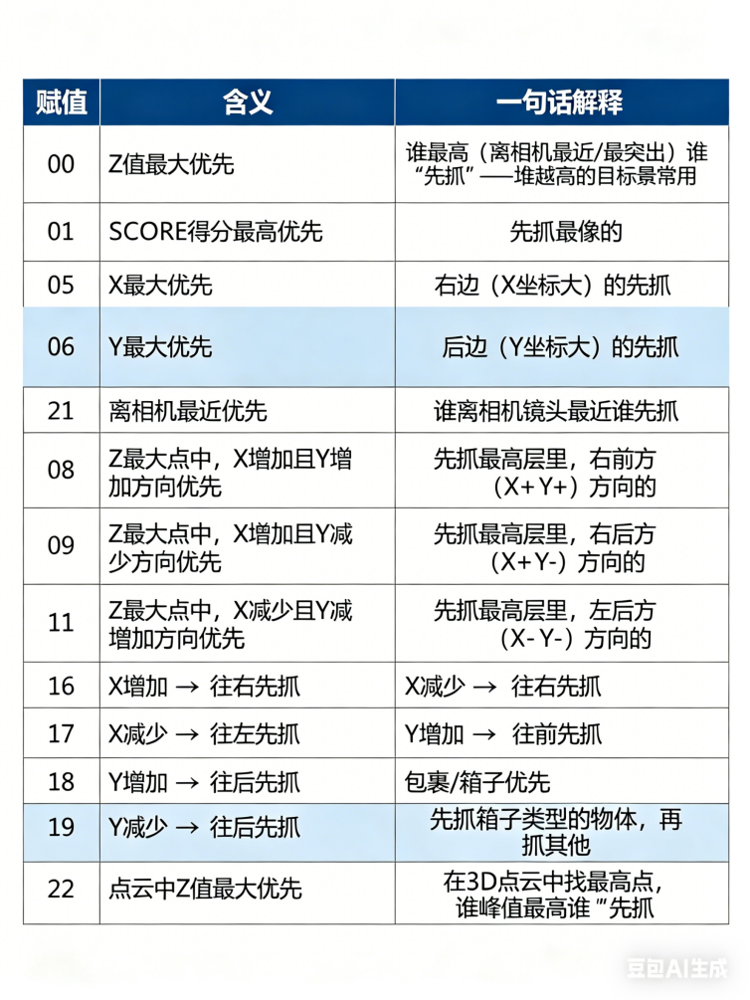 赋值 含义 一句话解释
00 Z值最大优先 谁最高（离相机最近/最突出）谁
“先抓” ——堆越高的目标景常用
01 SCORE得分最高优先 先抓最像的
05 X最大优先 右边（X坐标大）的先抓
06 Y最大优先 后边（Y坐标大）的先抓
21 离相机最近优先 谁离相机镜头最近谁先抓
08 Z最大点中，X增加且Y增 先抓最高层里，右前方
加方向优先 （X+Y+）方向的
09 Z最大点中，X增加且Y减 先抓最高层里，右后方
少方向优先 （X+Y-）方向的
11 Z最大点中，X减少且Y减 先抓最高层里，左后方
增加方向优先 （X-Y-）方向的
16 X增加 → 往右先抓 X减少 → 往右先抓
17 X减少 → 往左先抓 Y增加 → 往前先抓
18 Y增加 → 往后先抓 包裹/箱子优先
19 Y减少 → 往后先抓 先抓箱子类型的物体，再
抓其他
22 点云中Z值最大优先 在3D点云中找最高点，
谁峰值最高谁 ‴先抓
豆包AI生成